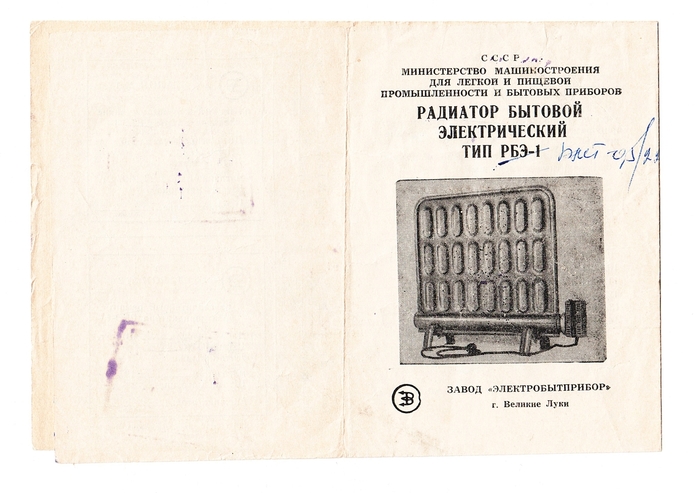 СССР
МИНИСТЕРСТВО МАШИНОСТРОЕНИЯ
ДЛЯ ЛЕГКОЙ И ПИЩЕВОЙ
ПРОМЫШЛЕННОСТИ И БЫТОВЫХ ПРИБОРОВ
РАДИАТОР БЫТОВОЙ
ЭЛЕКТРИЧЕСКИЙ
ТИП РБЭ-1
ЗАВОД «ЭЛЕКТРОБЫТПРИБОР»
г. Великие Луки